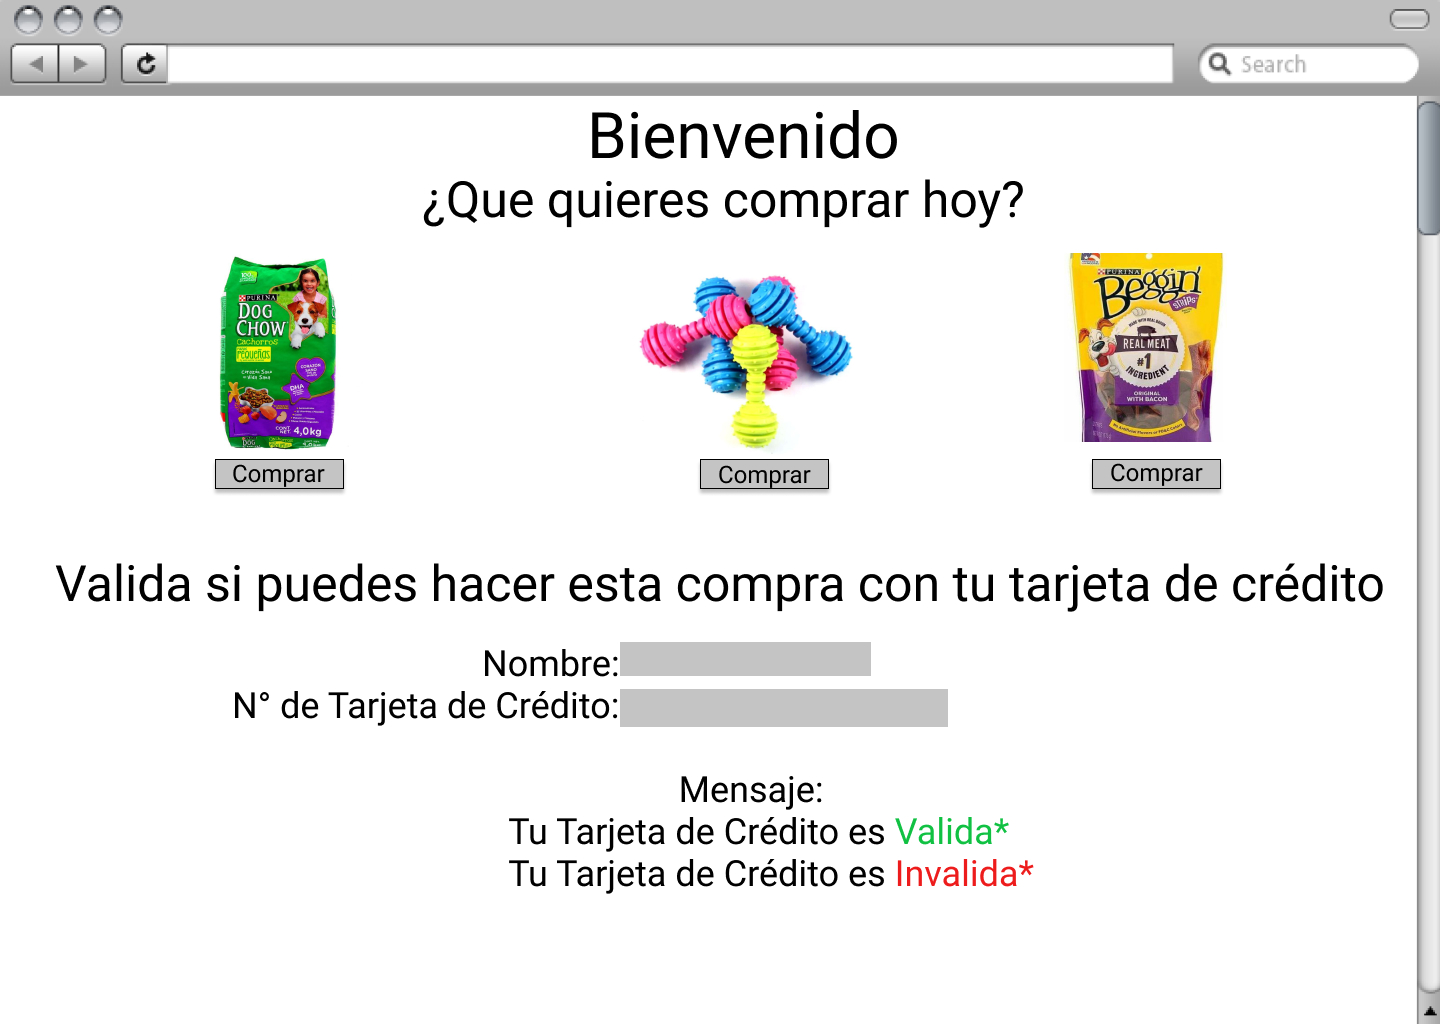 Search
Bienvenido
¿Que quieres comprar hoy?
PURINA
DOG
CHOW
Cachorros
pequeñas
DHA
4,0kg
PURINA
Beggin'
STRIPS
REAL MEAT
#1
INGREDIENT
ORIGINAL
WITH BACON
Comprar
Comprar
Comprar
Valida si puedes hacer esta compra con tu tarjeta de crédito
Nombre:
N° de Tarjeta de Crédito:
Mensaje:
Tu Tarjeta de Crédito es Valida*
Tu Tarjeta de Crédito es Invalida*